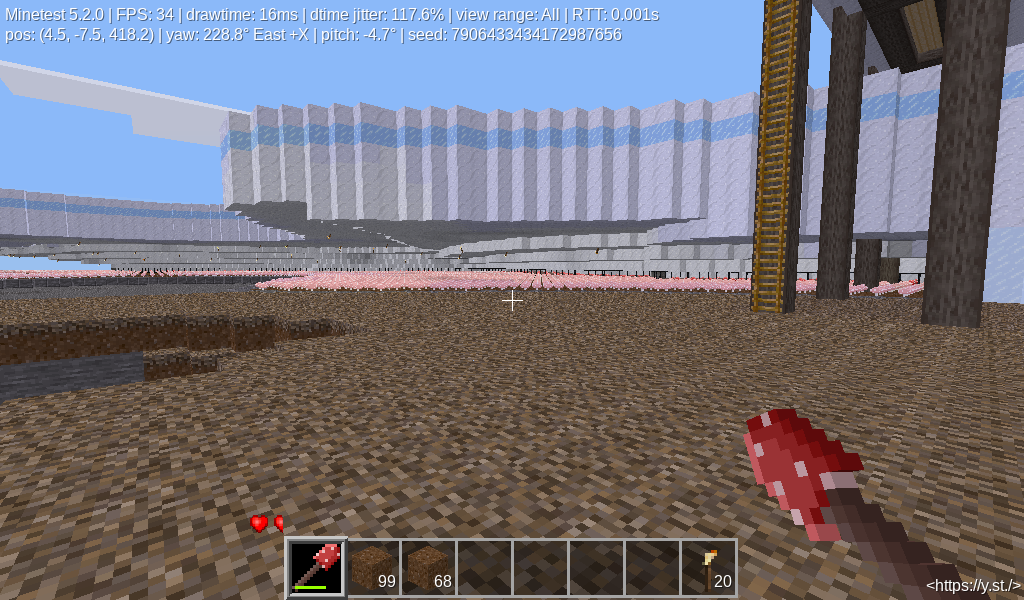 Minetest 5.2.0 | FPS: 34 | drawtime: 16ms | dtime jitter: 117.6% | view range: All | RTT: 0.001s
pos: (4.5, -7.5, 418.2) | yaw: 228.8° East +X | pitch: -4.7° | seed: 7906433434172987656
99
68
20
<https://y.st./>